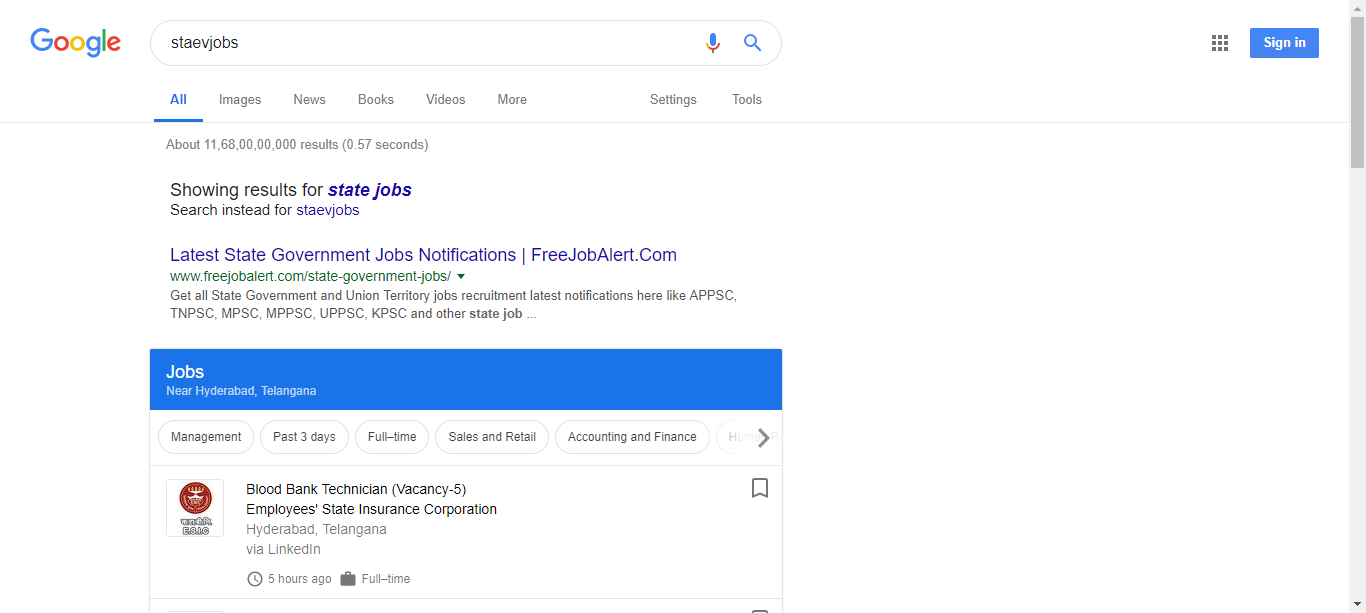 Google
staevjobs
Sign in
All Images News Books Videos More Settings Tools
About 11,68,00,00,000 results (0.57 seconds)
Showing results for state jobs
Search instead for staevjobs
Latest State Government Jobs Notifications | FreeJobAlert.Com
www.freejobalert.com/state-government-jobs/
Get all State Government and Union Territory jobs recruitment latest notifications here like APPSC,
TNPSC, MPSC, MPPSC, UPPSC, KPSC and other state job ...
Jobs
Near Hyderabad, Telangana
Management Past 3 days Full–time Sales and Retail Accounting and Finance
Blood Bank Technician (Vacancy-5)
Employees' State Insurance Corporation
Hyderabad, Telangana
via LinkedIn
5 hours ago Full–time
E.S.I.C